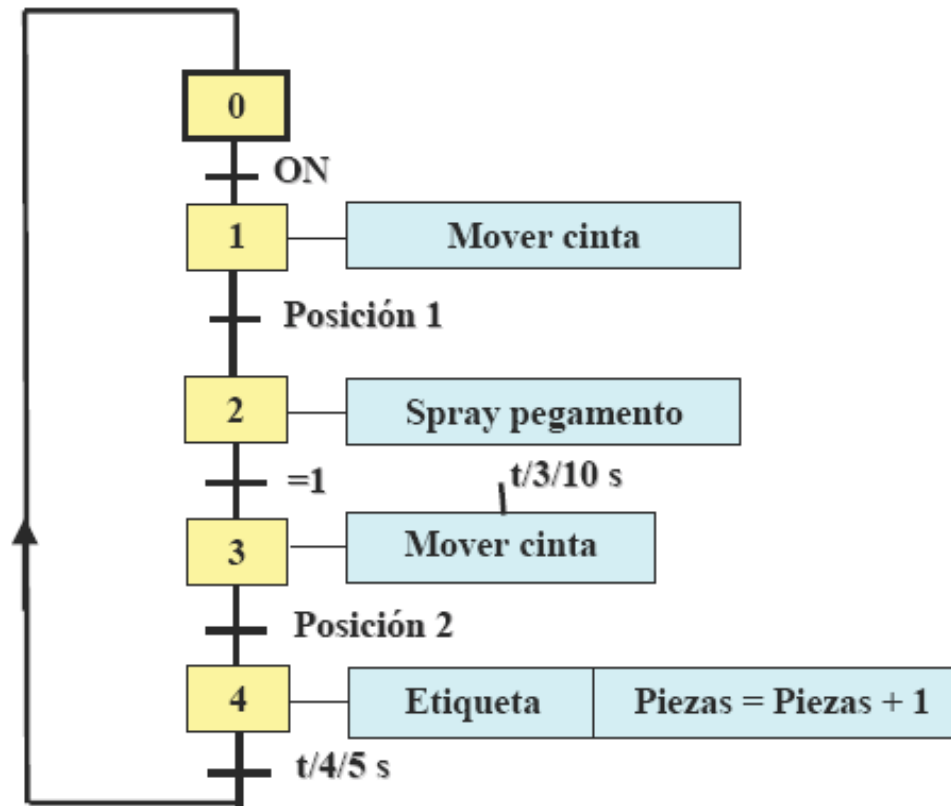 0
ON
1
Mover cinta
Posición 1
2
Spray pegamento
=1
t/3/10 s
3
Mover cinta
Posición 2
4
Etiqueta
Piezas = Piezas + 1
t/4/5 s